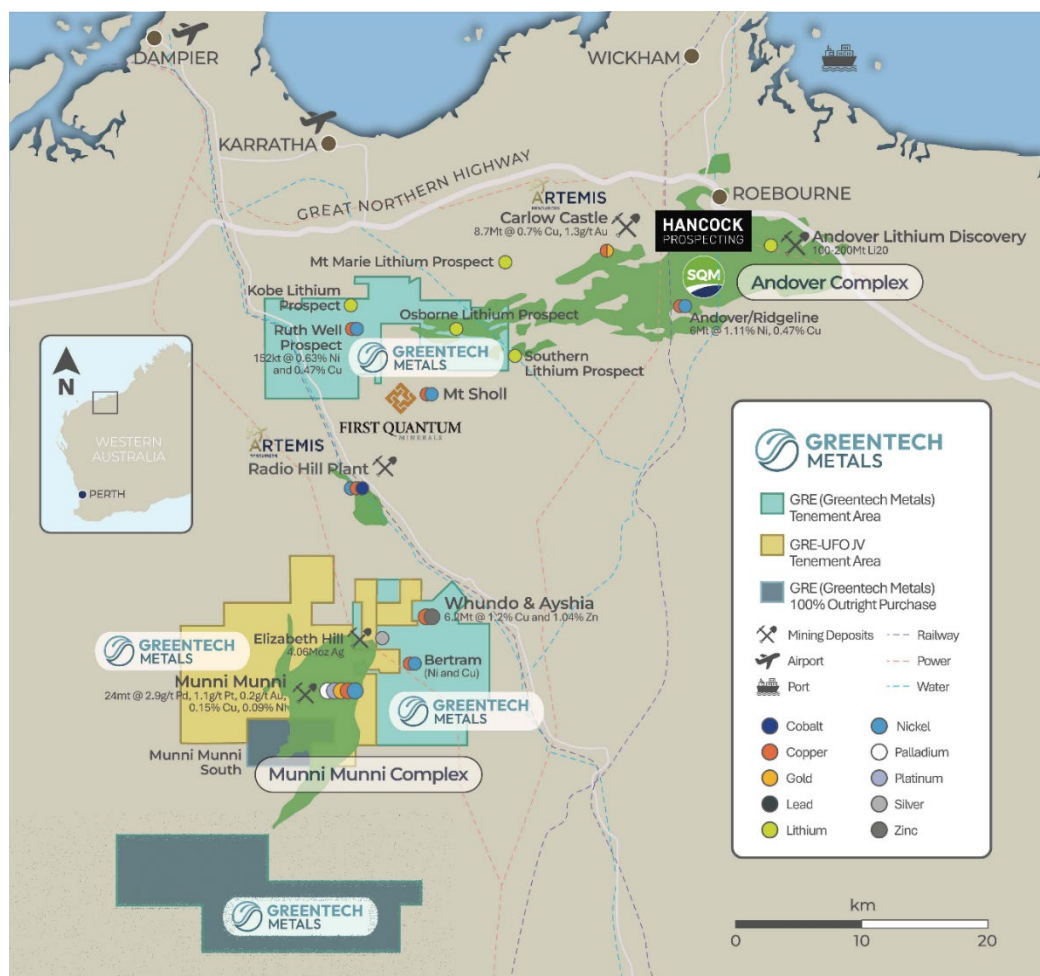 DAMPIER
WICKHAM
KARRATHA
GREAT NORTHERN HIGHWAY
ROEBOURNE
ARTEMIS
RESOURCES
Carlow Castle
8.7Mt @ 0.7% Cu, 1.3g/t Au
HANCOCK
PROSPECTING
Andover Lithium Discovery
100-200Mt Li20
SQM
Andover Complex
Mt Marie Lithium Prospect
Kobe Lithium
Prospect
Osborne Lithium Prospect
Andover/Ridgeline
6Mt @ 1.11% Ni, 0.47% Cu
Ruth Well
Prospect
152kt @ 0.63% Ni
and 0.47% Cu
GREENTECH
METALS
Southern
Lithium Prospect
Mt Sholl
FIRST QUANTUM
MINERALS
ARTEMIS
RESOURCES
Radio Hill Plant
N
WESTERN
AUSTRALIA
PERTH
Whundo & Ayshia
6.2Mt @ 1.2% Cu and 1.04% Zn
Elizabeth Hill
4.06Moz Ag
GREENTECH
METALS
Bertram
(Ni and Cu)
Munni Munni
24mt @ 2.9g/t Pd, 1.1g/t Pt, 0.2g/t Au,
0.15% Cu, 0.09% Ni
GREENTECH
METALS
Munni Munni
South
Munni Munni Complex
GREENTECH
METALS
GREENTECH
METALS
GRE (Greentech Metals)
Tenement Area
GRE-UFO JV
Tenement Area
GRE (Greentech Metals)
100% Outright Purchase
Mining Deposits
Railway
Airport
Power
Port
Water
Cobalt
Nickel
Copper
Palladium
Gold
Platinum
Lead
Silver
Lithium
Zinc
km
0
10
20